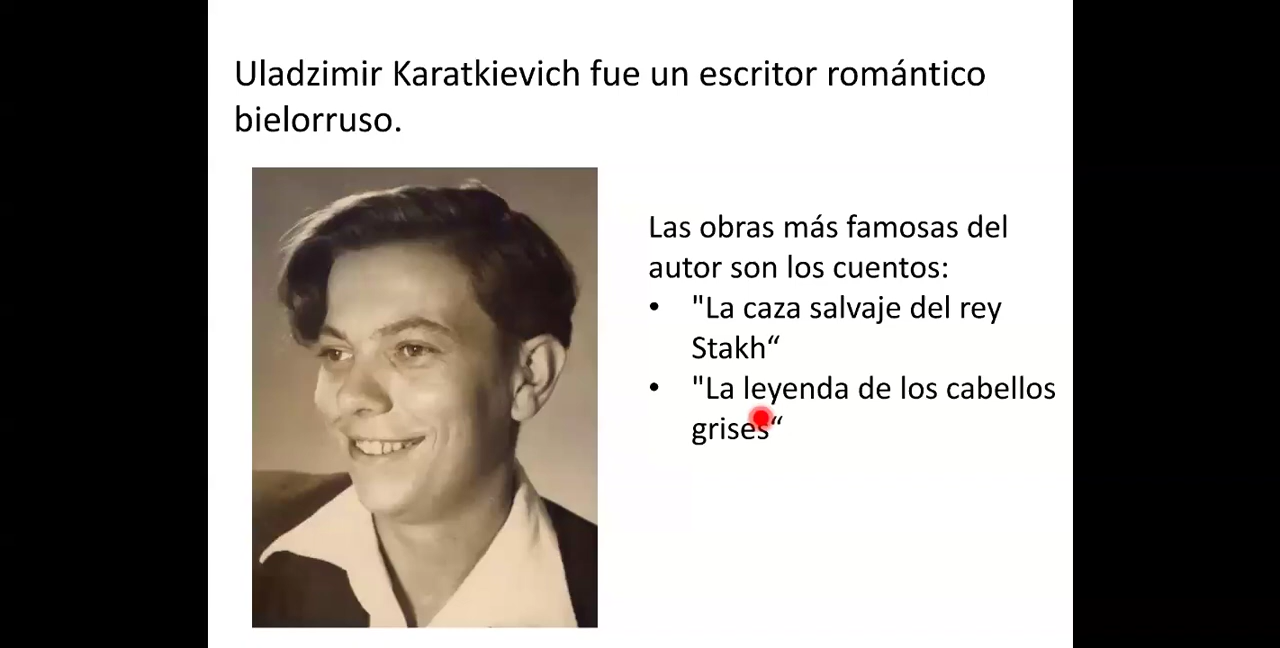 Uladzimir Karatkievich fue un escritor romántico
bielorruso.
Las obras más famosas del
autor son los cuentos:
• "La caza salvaje del rey
Stakh“
• "La leyenda de los cabellos
grises“